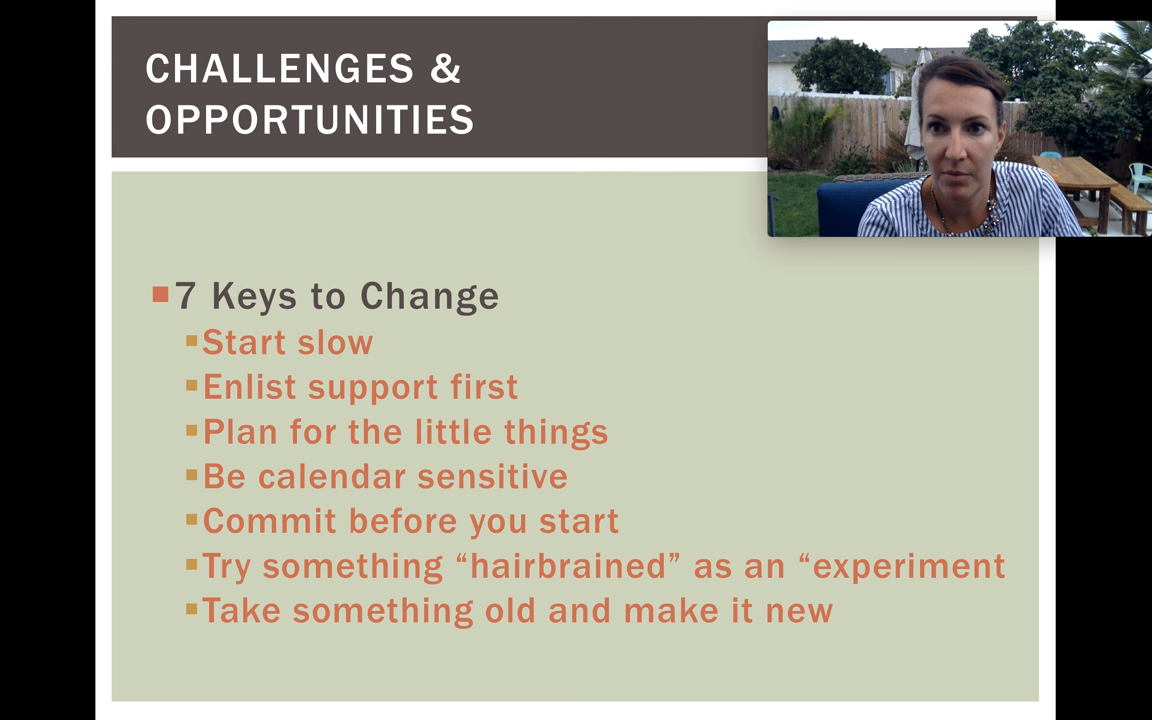 CHALLENGES &
OPPORTUNITIES
7 Keys to Change
Start slow
Enlist support first
Plan for the little things
Be calendar sensitive
Commit before you start
Try something “hairbrained” as an “experiment
Take something old and make it new